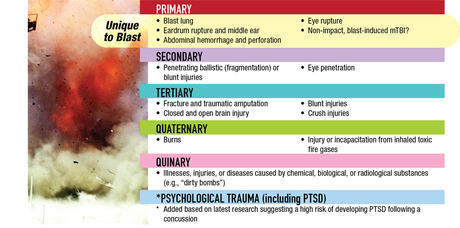 Unique
to Blast
PRIMARY
• Blast lung
• Eardrum rupture and middle ear
• Abdominal hemorrhage and perforation
• Eye rupture
• Non-impact, blast-induced mTBI?
SECONDARY
• Penetrating ballistic (fragmentation) or
blunt injuries
• Eye penetration
TERTIARY
• Fracture and traumatic amputation
• Closed and open brain injury
• Blunt injuries
• Crush injuries
QUATERNARY
• Burns
• Injury or incapacitation from inhaled toxic
fire gases
QUINARY
• Illnesses, injuries, or diseases caused by chemical, biological, or radiological substances
(e.g., “dirty bombs”)
*PSYCHOLOGICAL TRAUMA (including PTSD)
* Added based on latest research suggesting a high risk of developing PTSD following a
concussion